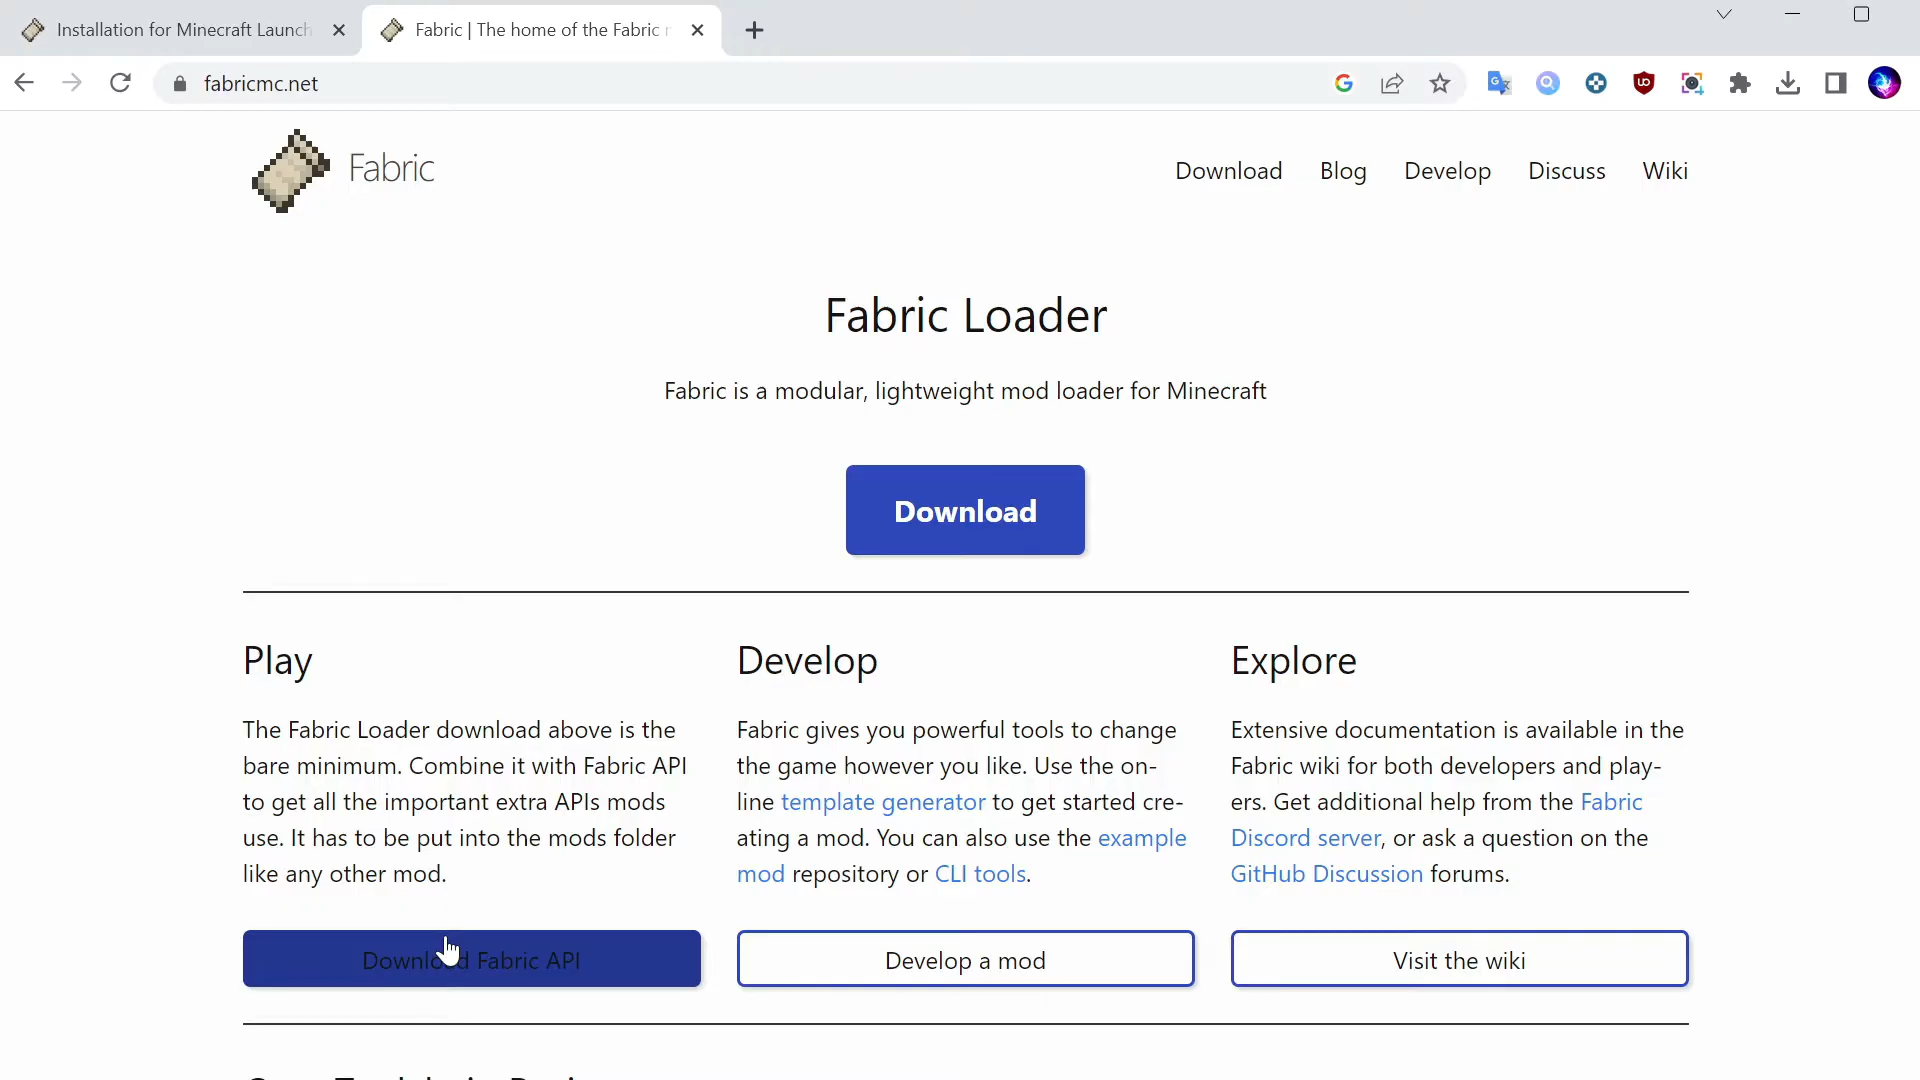 Installation for Minecraft Launch
Fabric | The home of the Fabric
fabricmc.net
Fabric
Download
Blog
Develop
Discuss
Wiki
Fabric Loader
Fabric is a modular, lightweight mod loader for Minecraft
Download
Play
The Fabric Loader download above is the
bare minimum. Combine it with Fabric API
to get all the important extra APIs mods
use. It has to be put into the mods folder
like any other mod.
Download Fabric API
Develop
Fabric gives you powerful tools to change
the game however you like. Use the on-
line template generator to get started cre-
ating a mod. You can also use the example
mod repository or CLI tools.
Develop a mod
Explore
Extensive documentation is available in the
Fabric wiki for both developers and play-
ers. Get additional help from the Fabric
Discord server, or ask a question on the
GitHub Discussion forums.
Visit the wiki